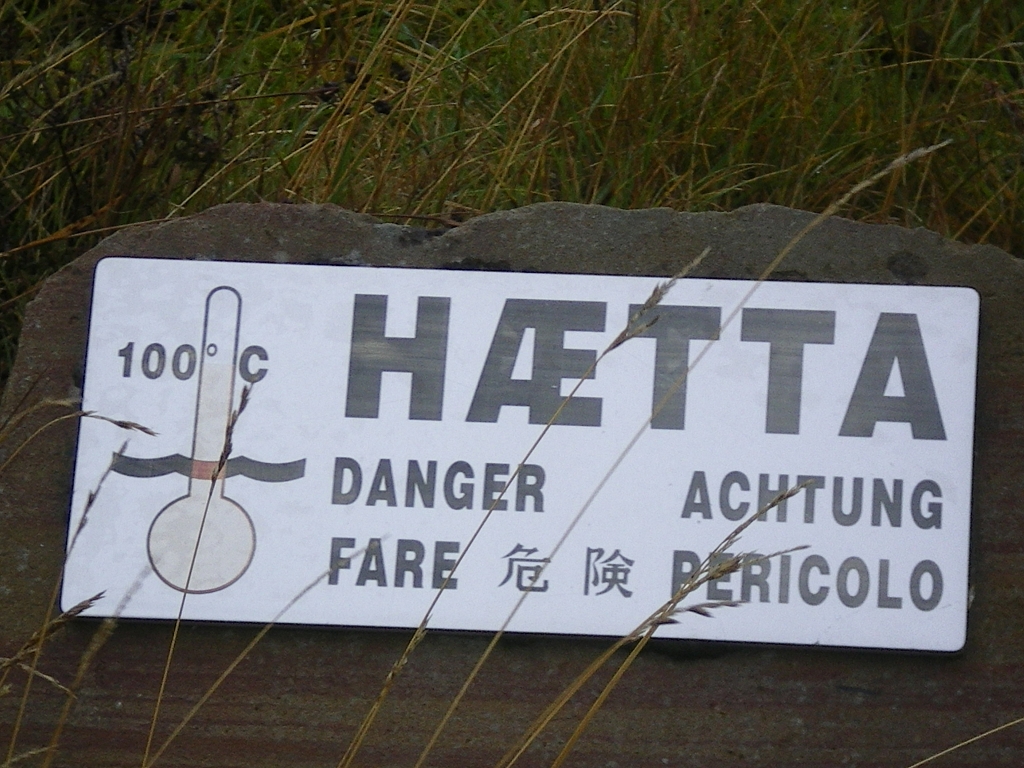 100°C
HÆTTA
DANGER ACHTUNG
FARE 危険 PERICOLO